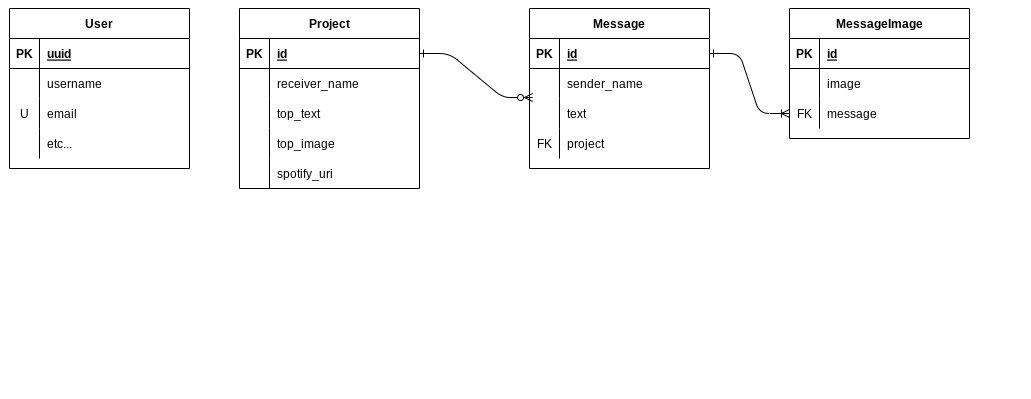 User
PK uuid
username
U email
etc...
Project
PK id
receiver_name
top_text
top_image
spotify_uri
Message
PK id
sender_name
text
FK project
MessageImage
PK id
image
FK message